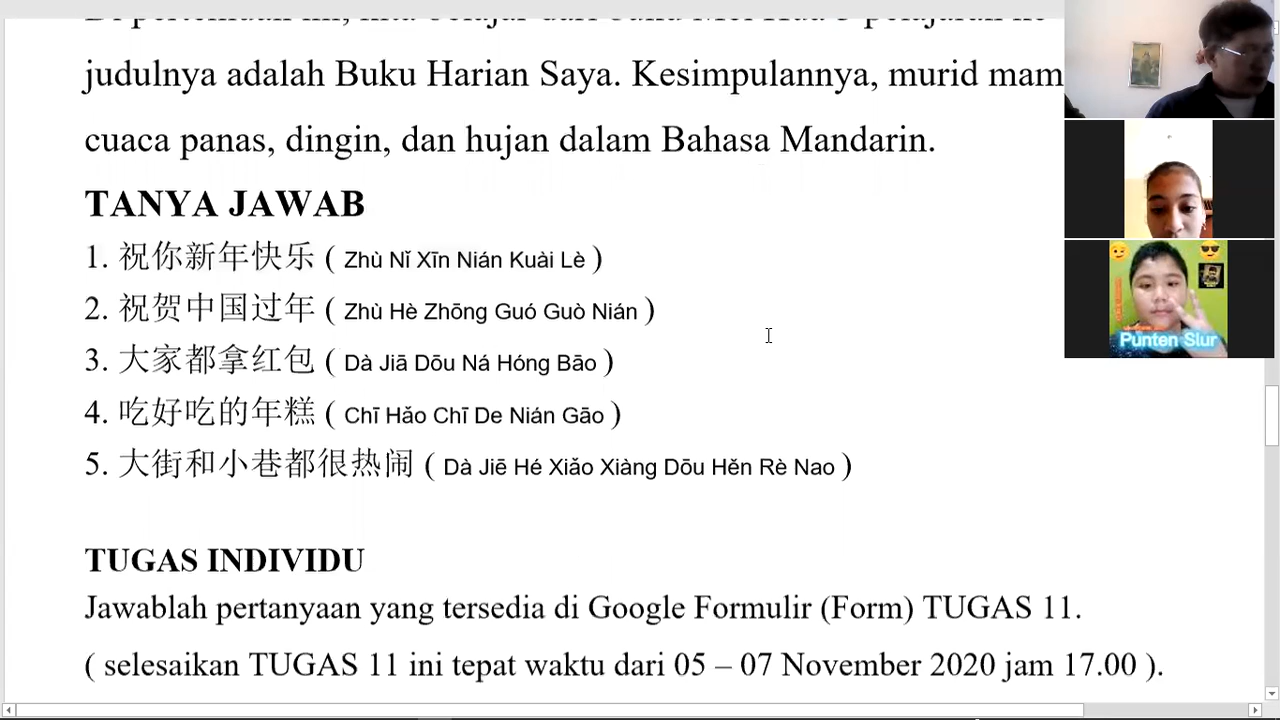 judulnya adalah Buku Harian Saya. Kesimpulannya, murid mam
cuaca panas, dingin, dan hujan dalam Bahasa Mandarin.
TANYA JAWAB
1. 祝你新年快乐 ( Zhù Nǐ Xīn Nián Kuài Lè )
2. 祝贺中国过年 ( Zhù Hè Zhōng Guó Guò Nián )
3. 大家都拿红包 ( Dà Jiā Dōu Ná Hóng Bāo )
4. 吃好吃的年糕 ( Chī Hǎo Chī De Nián Gāo )
5. 大街和小巷都很热闹 ( Dà Jiē Hé Xiǎo Xiàng Dōu Hěn Rè Nao )
TUGAS INDIVIDU
Jawablah pertanyaan yang tersedia di Google Formulir (Form) TUGAS 11.
( selesaikan TUGAS 11 ini tepat waktu dari 05 – 07 November 2020 jam 17.00 ).
Punten Slur